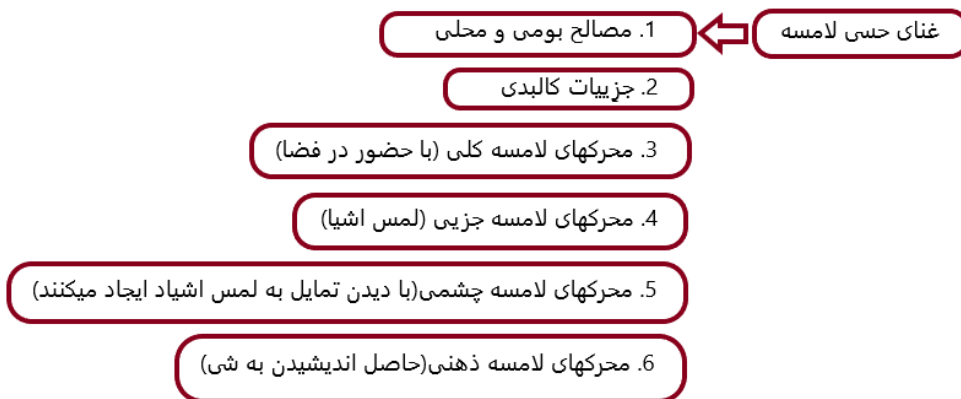 غنای حسی لامسه
1. مصالح بومی و محلی
2. جزییات کالبدی
3. محرکهای لامسه کلی (با حضور در فضا)
4. محرکهای لامسه جزیی (لمس اشیا)
5. محرکهای لامسه چشمی(با دیدن تمایل به لمس اشیاد ایجاد میکنند)
6. محرکهای لامسه ذهنی(حاصل اندیشیدن به شی)